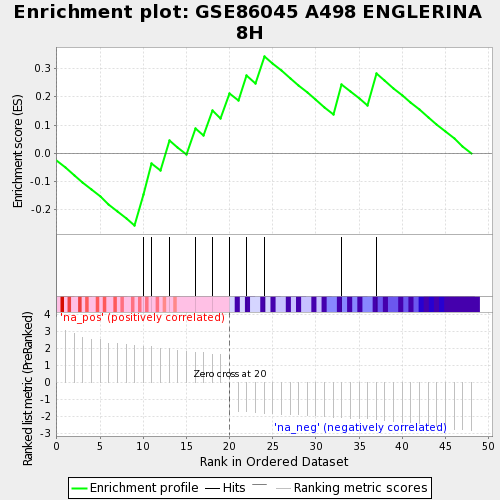 Enrichment plot: GSE86045 A498 ENGLERINA
8H
Enrichment score (ES)
0.3
0.2
0.1
0.0
-0.1
-0.2
'na_pos' (positively correlated)
Zero cross at 20
'na_neg' (negatively correlated)
Ranked list metric (PreRanked)
4
3
2
1
0
-1
-2
-3
0 5 10 15 20 25 30 35 40 45 50
Rank in Ordered Dataset
Enrichment profile Hits Ranking metric scores